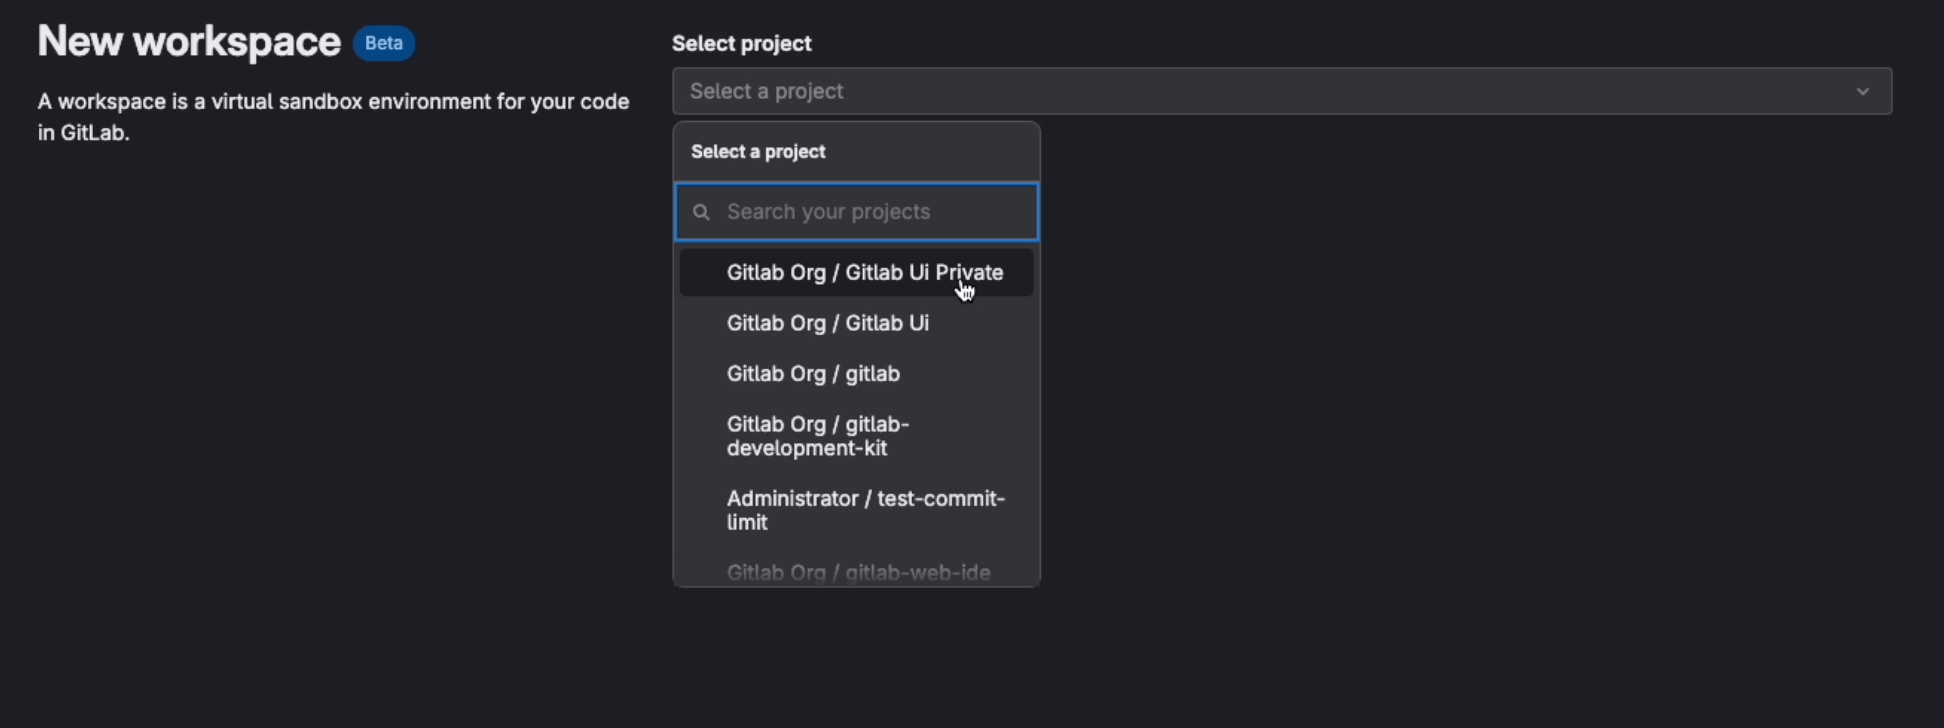 New workspace Beta
A workspace is a virtual sandbox environment for your code
in GitLab.
Select project
Select a project
Select a project
Search your projects
Gitlab Org / Gitlab Ui Private
Gitlab Org / Gitlab Ui
Gitlab Org / gitlab
Gitlab Org / gitlab-
development-kit
Administrator / test-commit-
limit
Gitlab Org / gitlab-web-ide